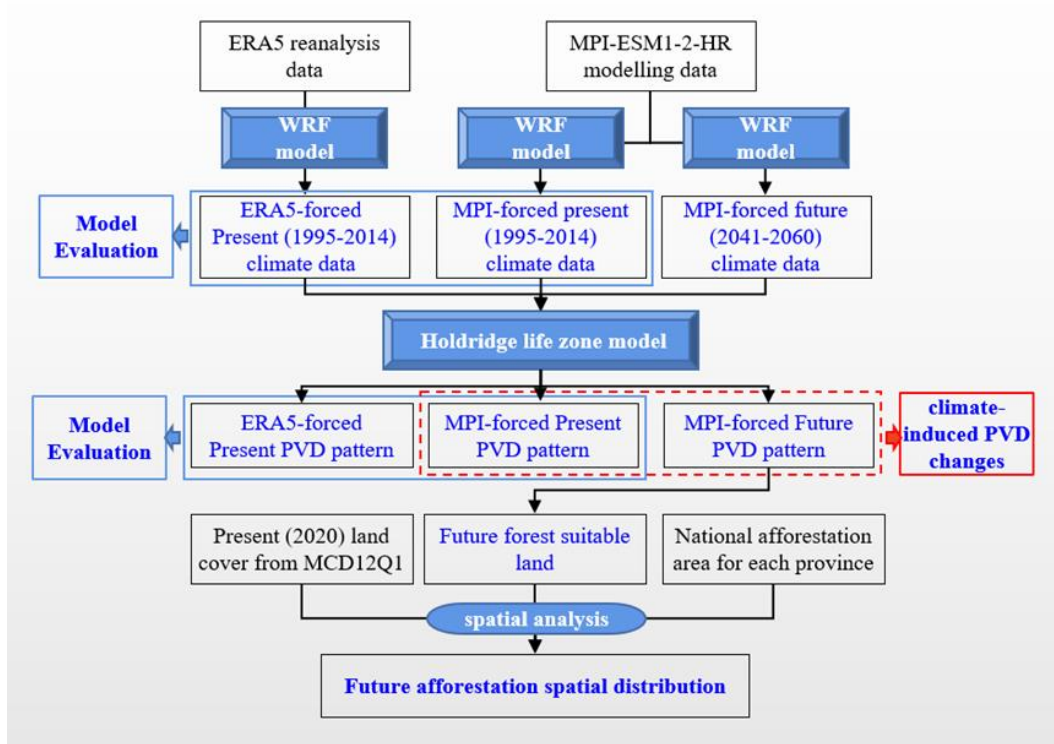 ERA5 reanalysis
data
MPI-ESM1-2-HR
modelling data
WRF
model
WRF
model
WRF
model
Model
Evaluation
ERA5-forced
Present (1995-2014)
climate data
MPI-forced present
(1995-2014)
climate data
MPI-forced future
(2041-2060)
climate data
Holdridge life zone model
Model
Evaluation
ERA5-forced
Present PVD pattern
MPI-forced Present
PVD pattern
MPI-forced Future
PVD pattern
climate-
induced PVD
changes
Present (2020) land
cover from MCD12Q1
Future forest suitable
land
National afforestation
area for each province
spatial analysis
Future afforestation spatial distribution